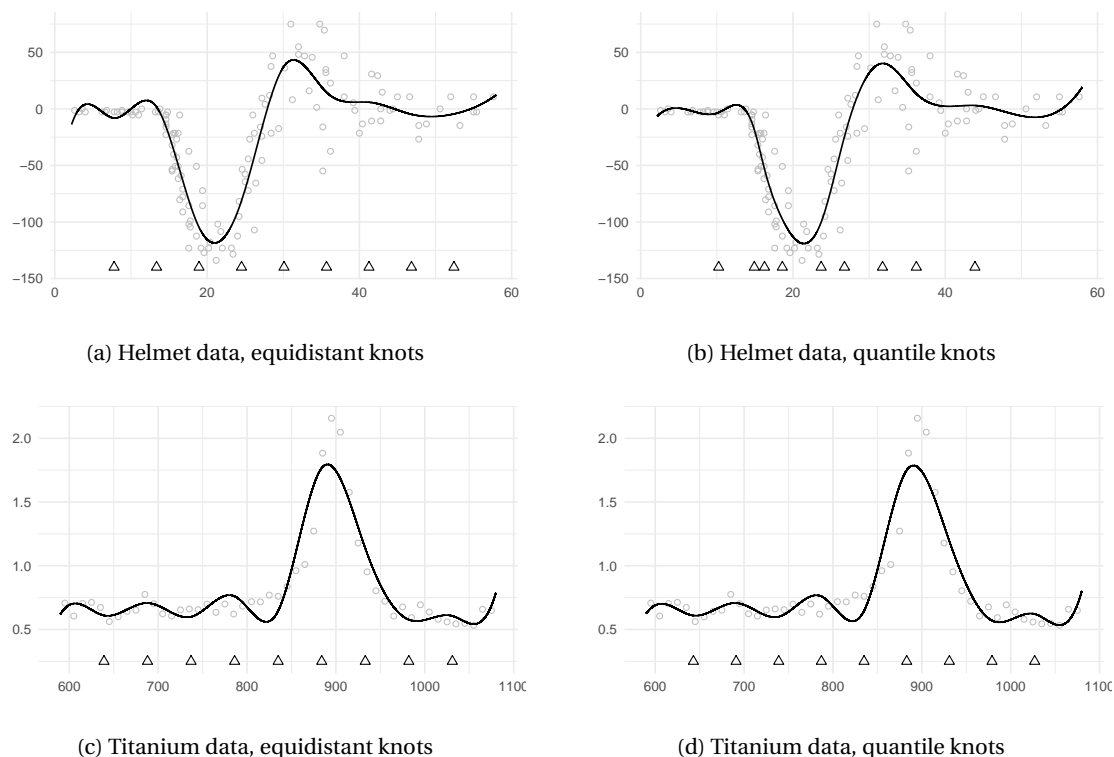 50
0
−50
−100
−150
0 20 40 60
(a) Helmet data, equidistant knots
50
0
−50
−100
−150
0 20 40 60
(b) Helmet data, quantile knots
2.0
1.5
1.0
0.5
600 700 800 900 1000 1100
(c) Titanium data, equidistant knots
2.0
1.5
1.0
0.5
600 700 800 900 1000 1100
(d) Titanium data, quantile knots